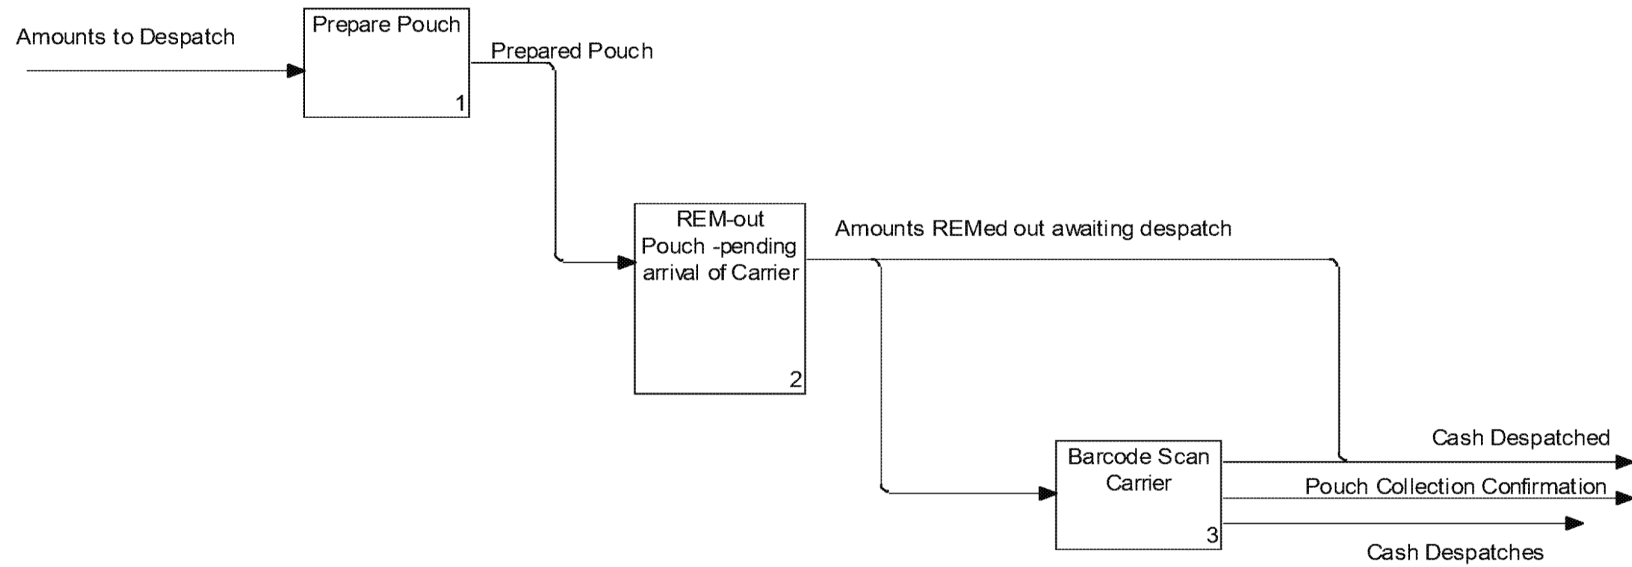 Prepare Pouch
Amounts to Despatch
Prepared Pouch
1
REM-out
Pouch -pending
arrival of Carrier
2
Amounts REMed out awaiting despatch
Barcode Scan
Carrier
3
Cash Despatched
Pouch Collection Confirmation
Cash Despatches